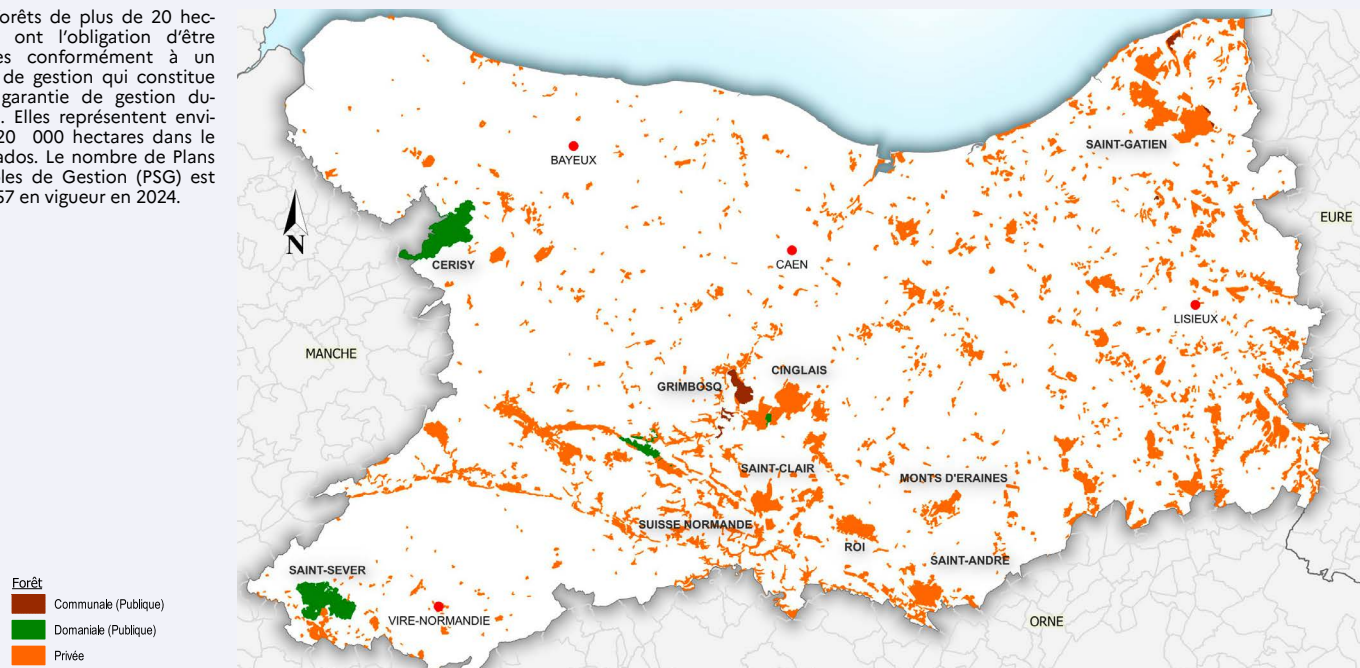 orêts de plus de 20 hec-
ont l'obligation d'être
es conformément à un
de gestion qui constitue
garantie de gestion du-
. Elles représentent envi-
20 000 hectares dans le
ados. Le nombre de Plans
les de Gestion (PSG) est
57 en vigueur en 2024.
SAINT-GATIEN
BAYEUX
EURE
N
CERISY
CAEN
LISIEUX
MANCHE
CINGLAIS
GRIMBOSQ
SAINT-CLAIR
MONTS D'ERAINES
SUISSE NORMANDE
ROI
SAINT-ANDRE
SAINT-SEVER
VIRE-NORMANDIE
ORNE
Forêt
Communale (Publique)
Domaniale (Publique)
Privée